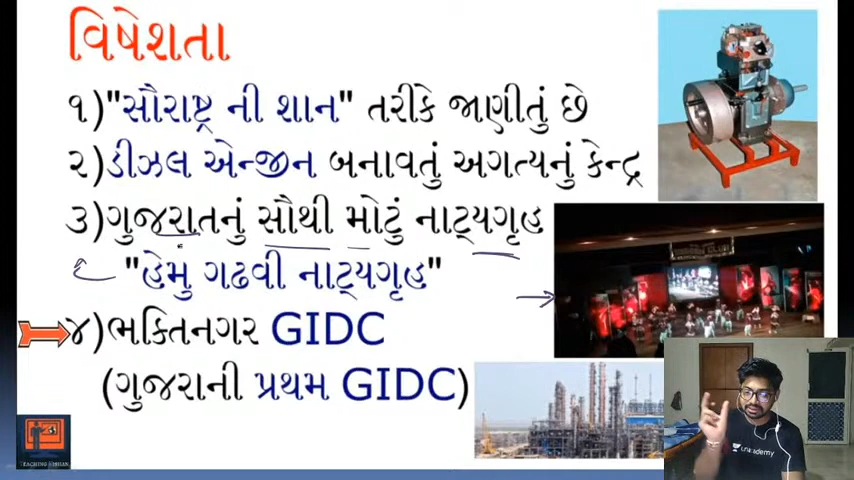 વિષેશતા
૧)"સૌરાષ્ટ્ર ની શાન" તરીકે જાણીતું છે
૨)ડીઝલ એન્જીન બનાવતું અગત્યનું કેન્દ્ર
૩)ગુજરાતનું સૌથી મોટું નાટ્યગૃહ
"હેમુ ગઢવી નાટ્યગૃહ"
૪)ભક્તિનગર GIDC
(ગુજરાની પ્રથમ GIDC)
unacademy